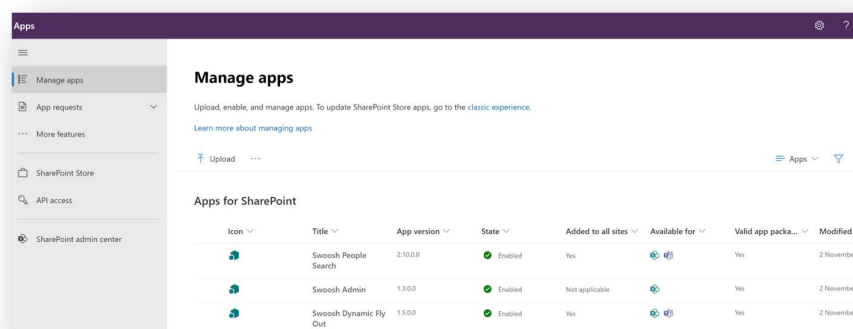 Apps
?
Manage apps
App requests
More features
SharePoint Store
API access
SharePoint admin center
Manage apps
Upload, enable, and manage apps. To update SharePoint Store apps, go to the classic experience.
Learn more about managing apps
Upload ...
Apps
Apps for SharePoint
Icon Title App version State Added to all sites Available for Valid app packa... Modified
Swoosh People 2.10.0.0 Enabled Yes Yes 2 Novembe
Search
Swoosh Admin 1.3.0.0 Enabled Not applicable Yes 2 Novembe
Swoosh Dynamic Fly 1.5.0.0 Enabled Yes Yes 2 Novembe
Out